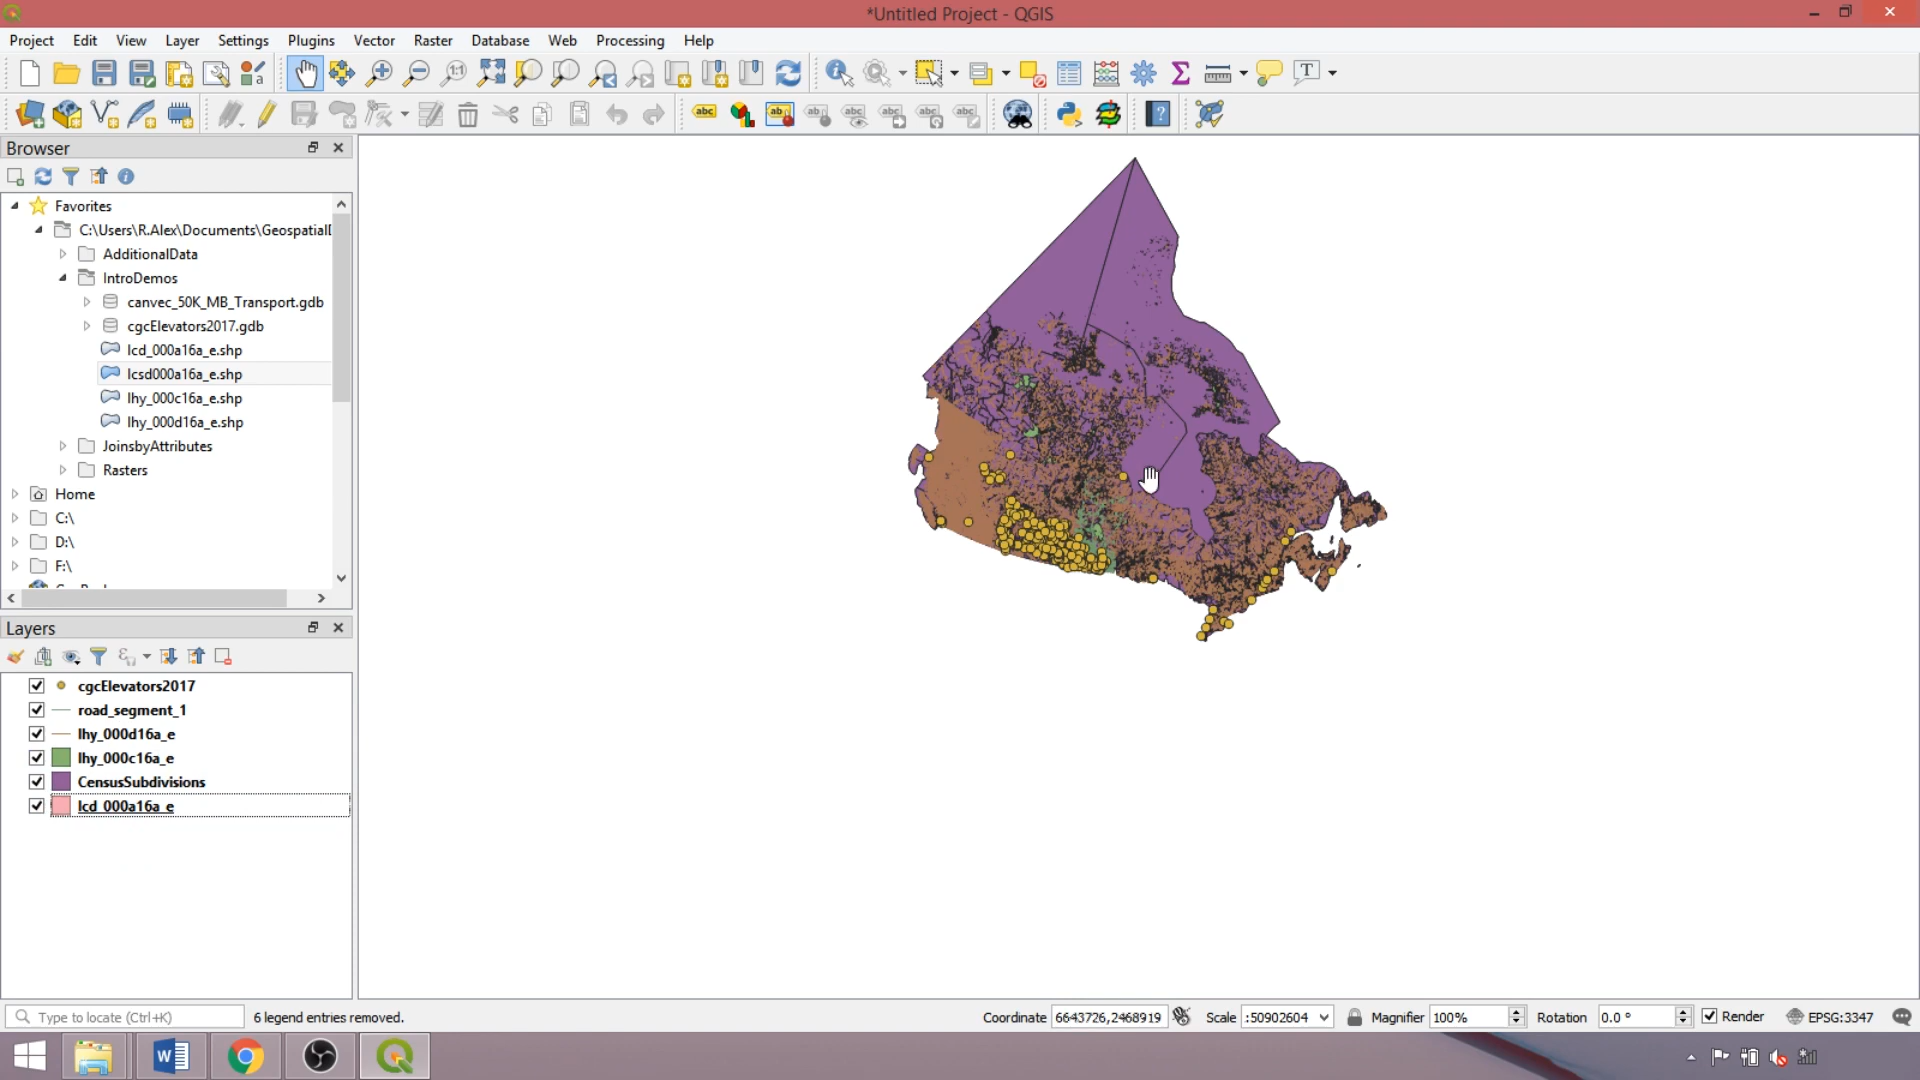 *Untitled Project - QGIS
Project Edit View Layer Settings Plugins Vector Raster Database Web Processing Help
Browser
Favorites
C:\Users\R.Alex\Documents\Geospatial
AdditionalData
IntroDemos
canvec_50K_MB_Transport.gdb
cgcElevators2017.gdb
lcd_000a16a_e.shp
lcsd000a16a_e.shp
lhy_000c16a_e.shp
lhy_000d16a_e.shp
JoinsbyAttributes
Rasters
Home
C:\
D:\
F:\
Layers
cgcElevators2017
road_segment_1
lhy_000d16a_e
lhy_000c16a_e
CensusSubdivisions
lcd_000a16a_e
Type to locate (Ctrl+K) 6 legend entries removed. Coordinate 6643726,2468919 Scale :50902604 Magnifier 100% Rotation 0.0 ° Render EPSG:3347